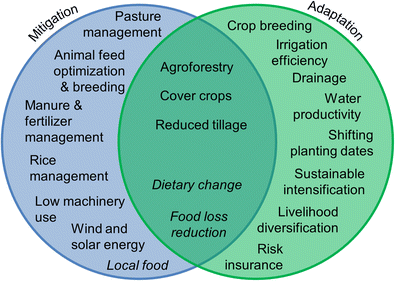 Mitigation
Adaptation
Pasture
management
Animal feed
optimization
& breeding
Manure &
fertilizer
management
Rice
management
Low machinery
use
Wind and
solar energy
Local food
Agroforestry
Cover crops
Reduced tillage
Dietary change
Food loss
reduction
Crop breeding
Irrigation
efficiency
Drainage
Water
productivity
Shifting
planting dates
Sustainable
intensification
Livelihood
diversification
Risk
insurance